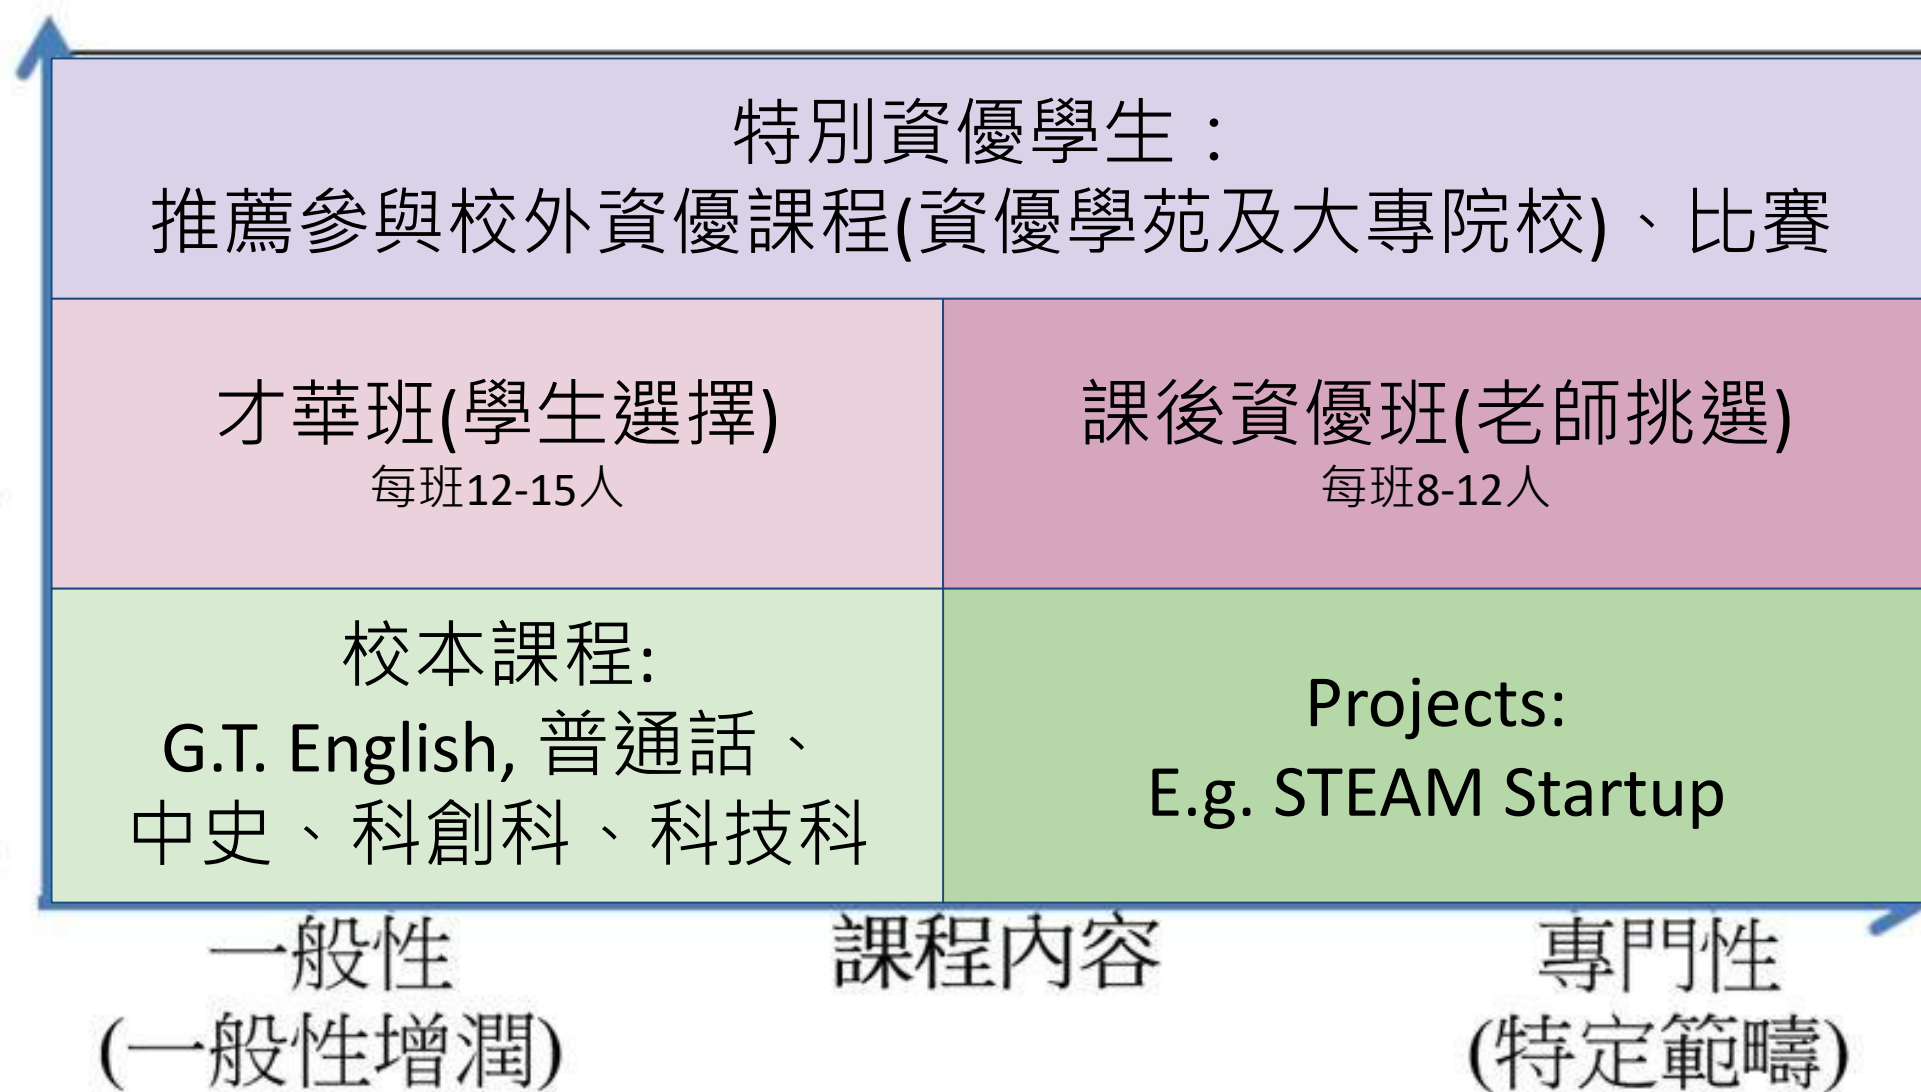 特別資優學生：
推薦參與校外資優課程(資優學苑及大專院校)、比賽
才華班(學生選擇)
每班12-15人
課後資優班(老師挑選)
每班8-12人
校本課程:
G.T. English, 普通話、
中史、科創科、科技科
Projects:
E.g. STEAM Startup
一般性
(一般性增潤)
課程內容
專門性
(特定範疇)